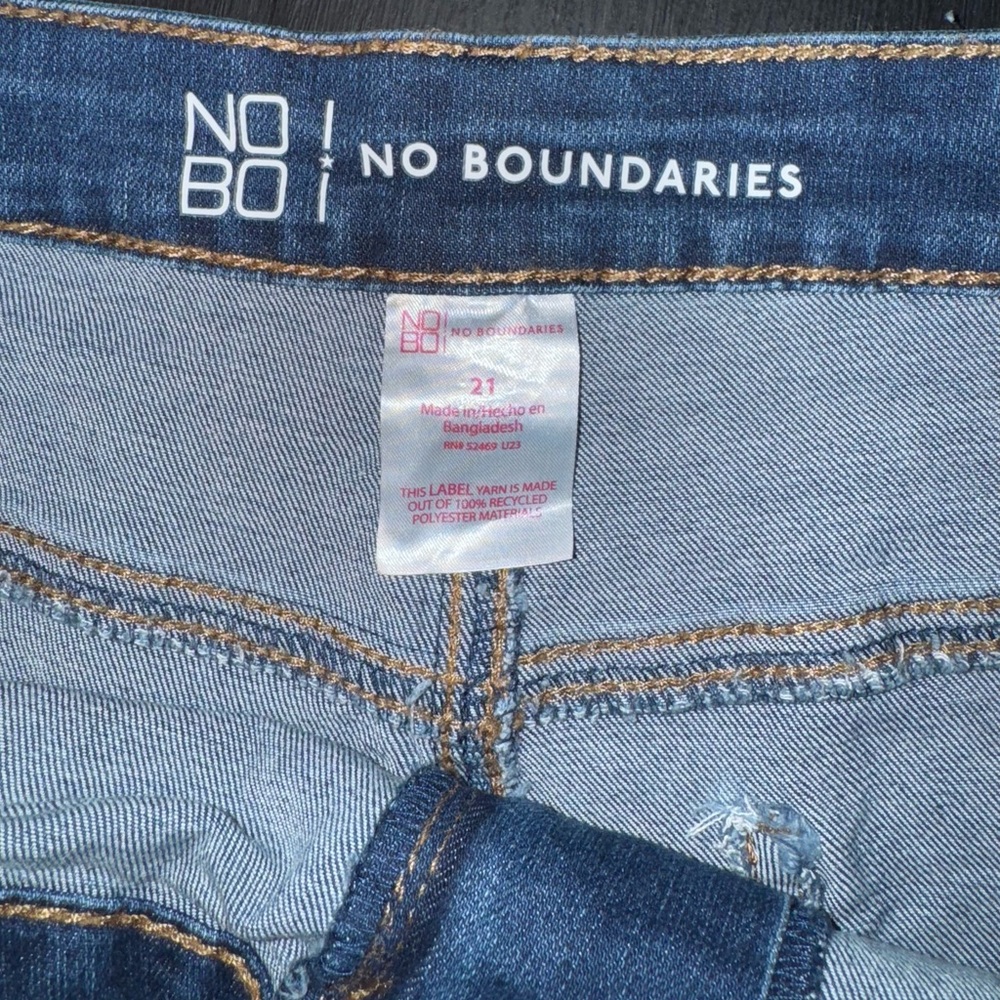 NO
BO
NO BOUNDARIES
NO
BO
NO BOUNDARIES
21
Made in/Hecho en
Bangladesh
RN# 52469 U23
THIS LABEL YARN IS MADE
OUT OF 100% RECYCLED
POLYESTER MATERIALS